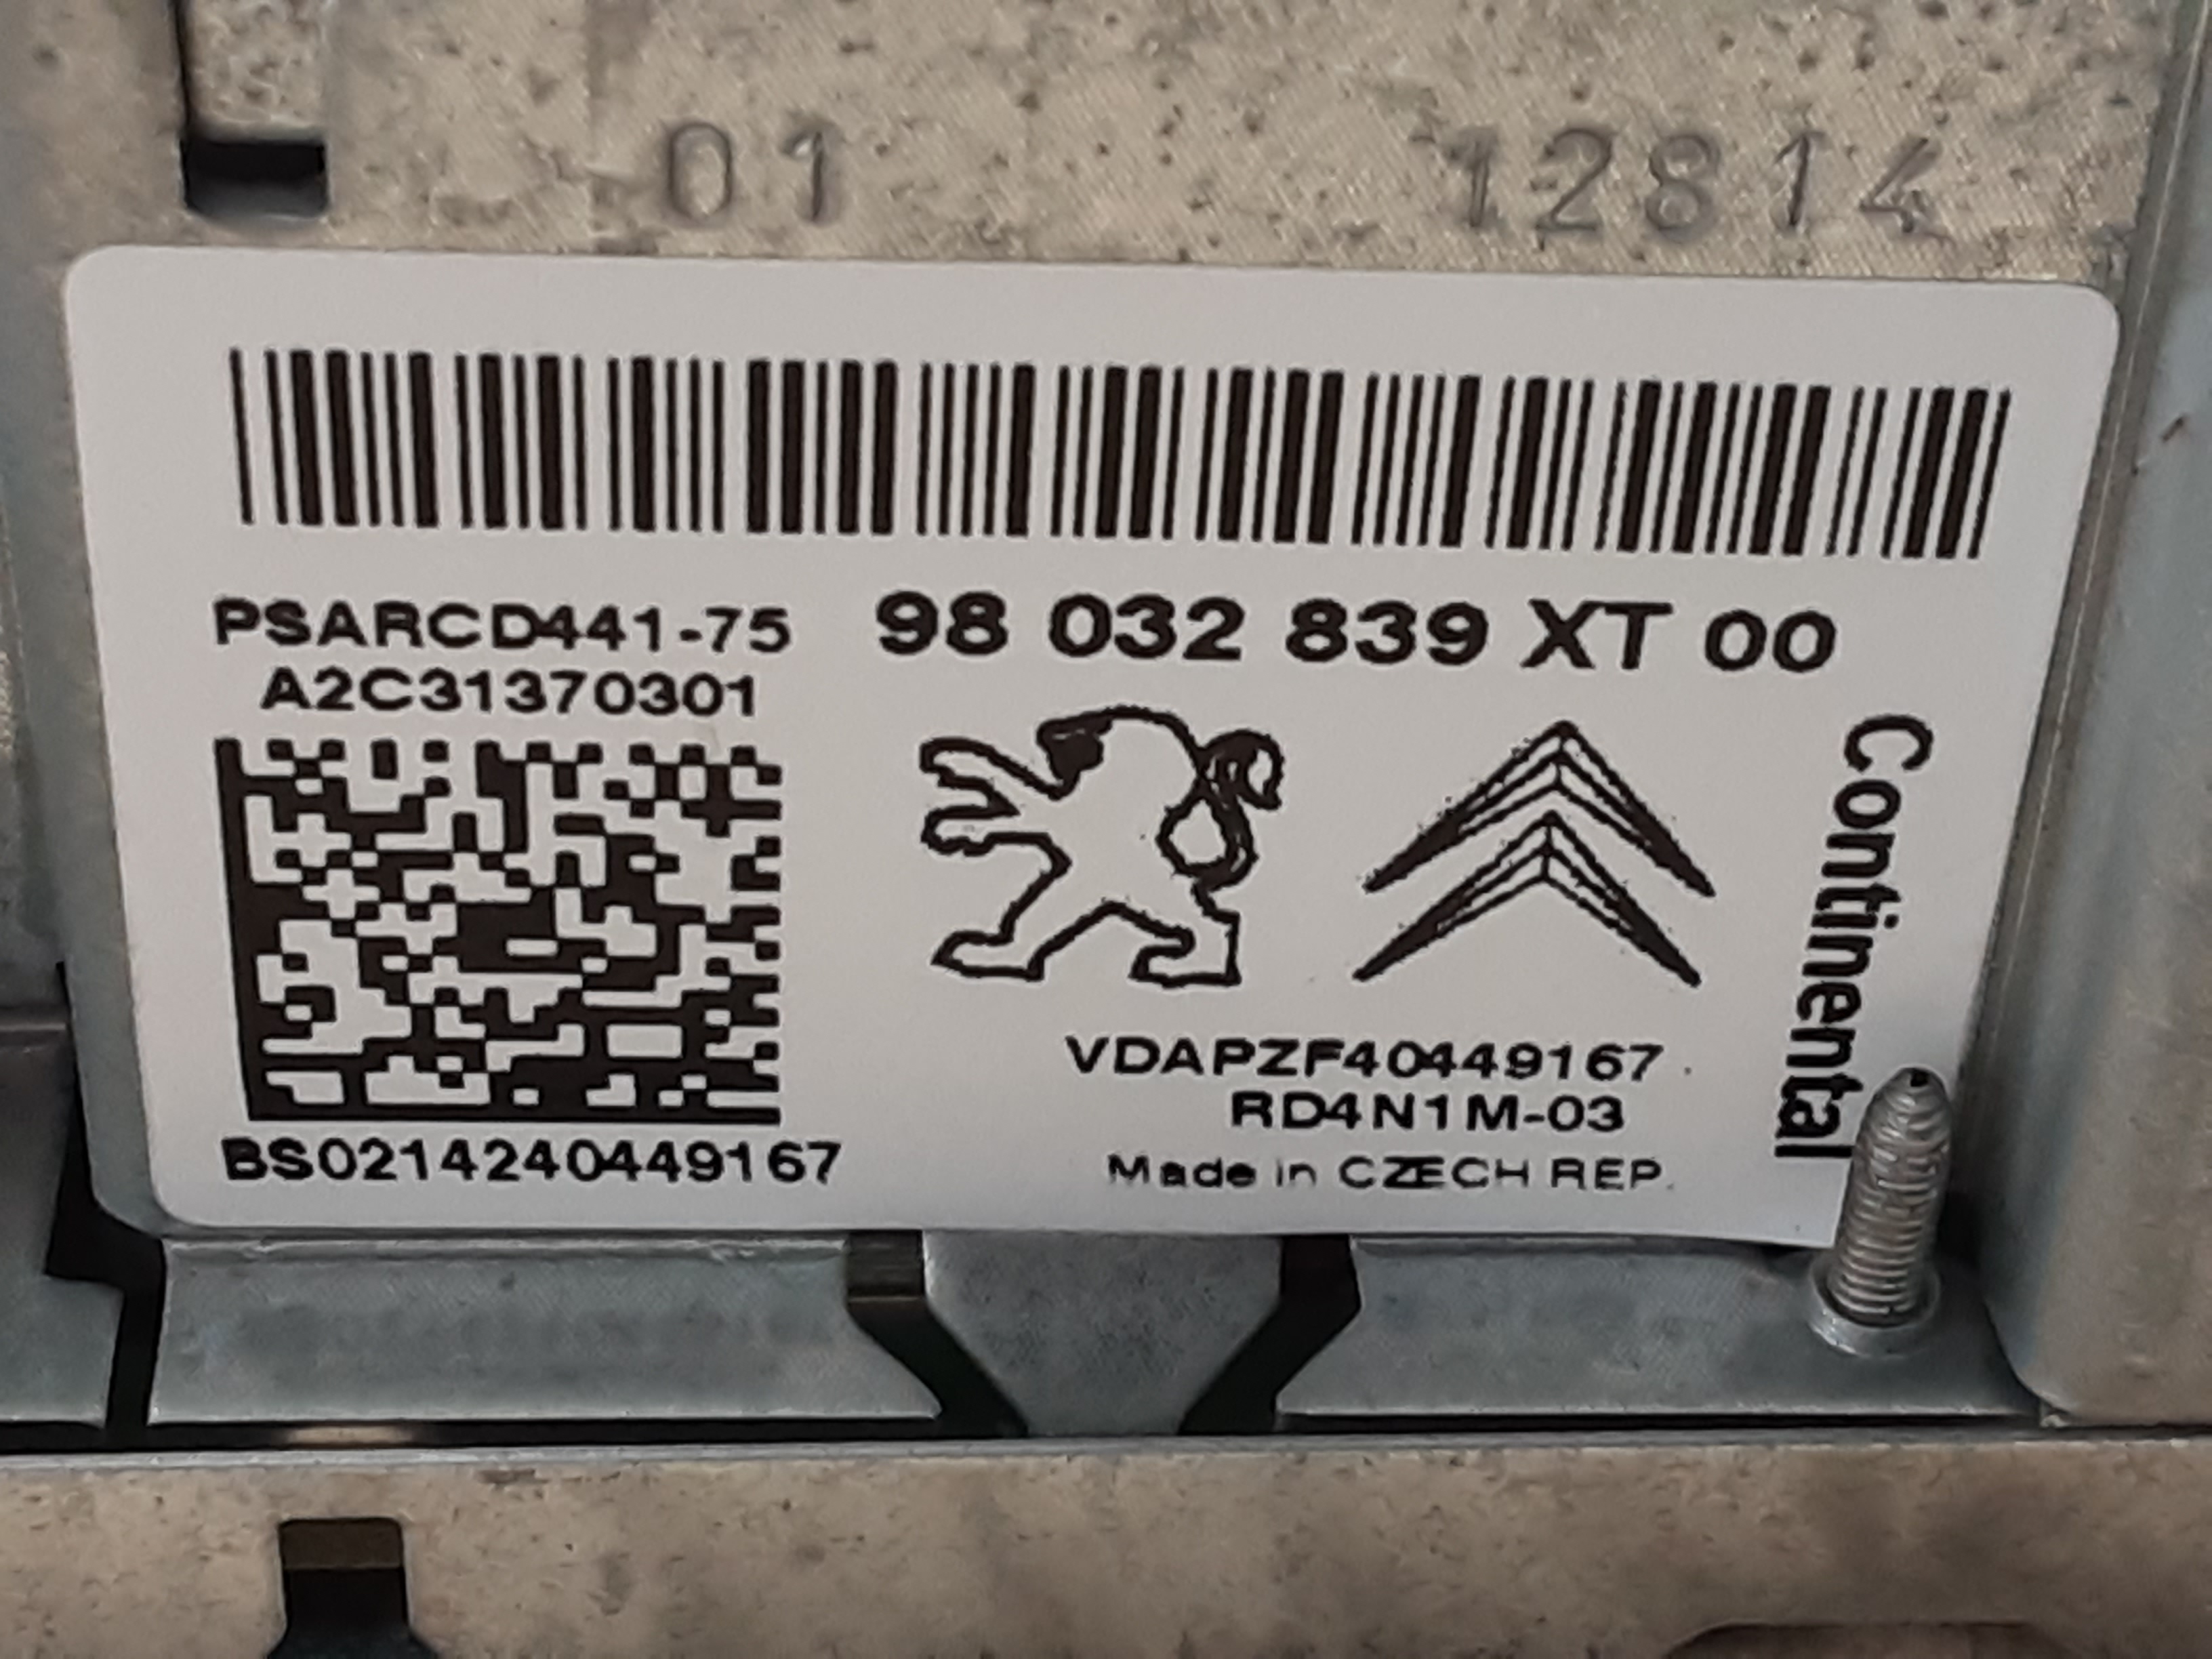 01 12814
PSARCD441-75 98 032 839 XT 00
A2C31370301
Continental
VDAPZF40449167
RD4N1M-03
BS0214240449167
Made in CZECH REP.